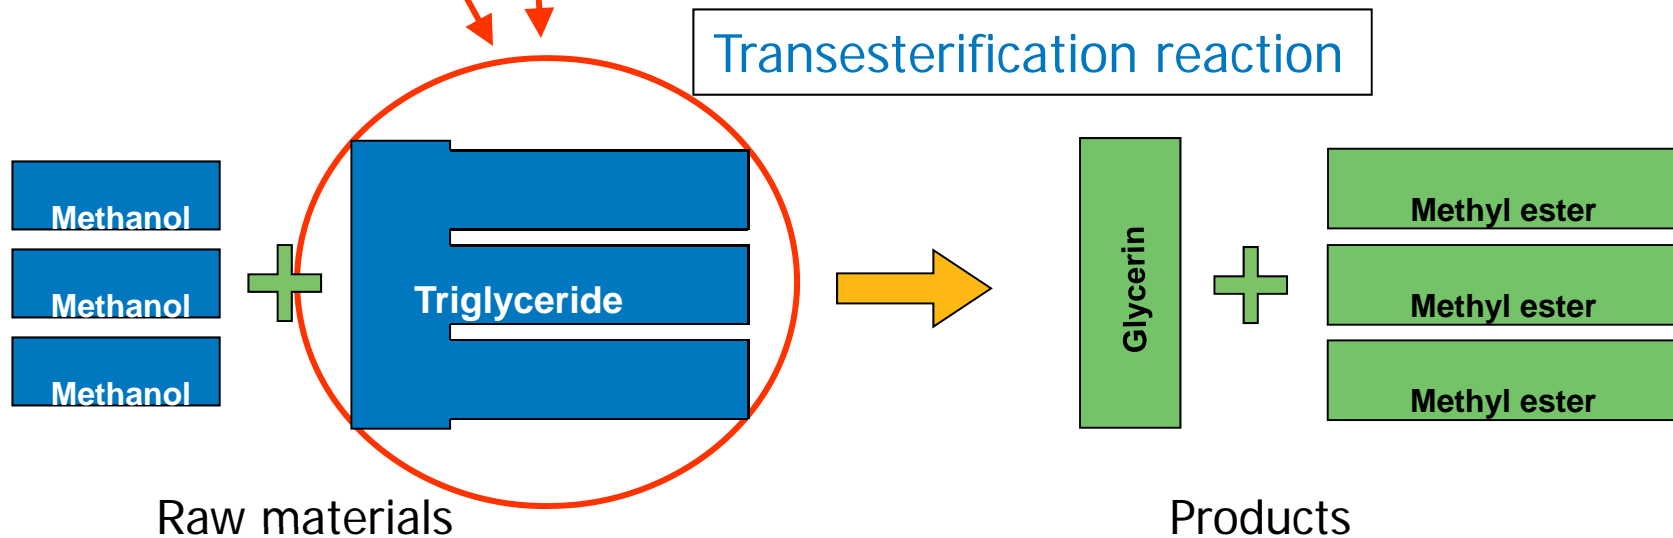 Transesterification reaction
Methanol
Methanol
Methanol
Triglyceride
Glycerin
Methyl ester
Methyl ester
Methyl ester
Raw materials
Products